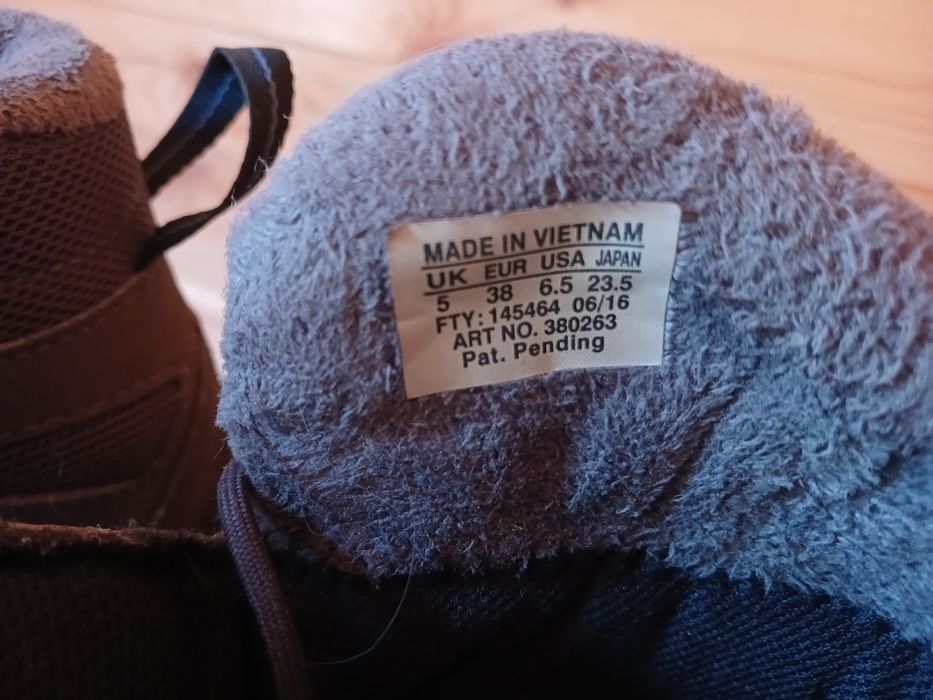 MADE IN VIETNAM
UK EUR USA JAPAN
5 38 6.5 23.5
FTY: 145464 06/16
ART NO. 380263
Pat. Pending